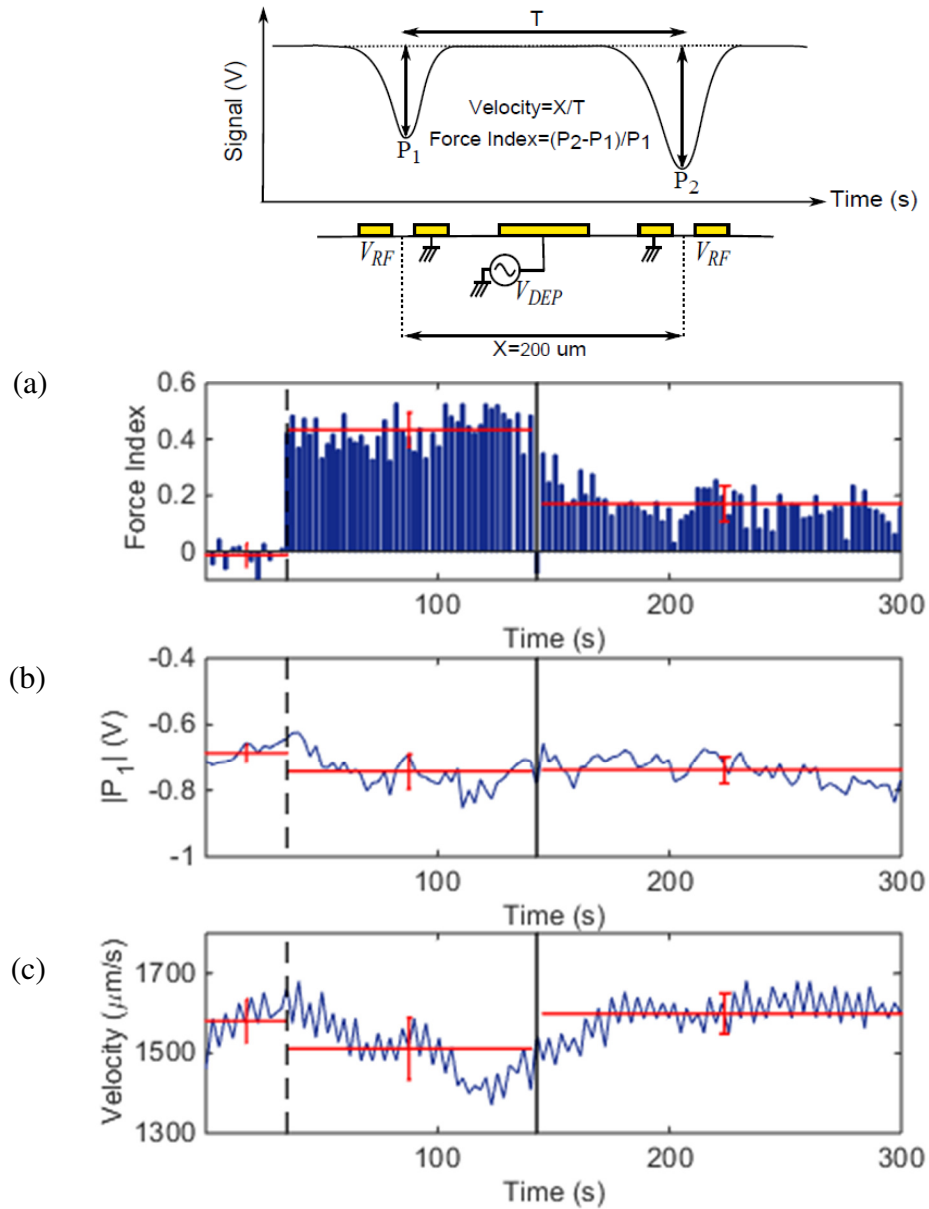 T
Signal (V)
Velocity=X/T
Force Index=(P2-P1)/P1
P1
P2
Time (s)
VRF
VRF
VDEP
X=200 um
(a)
Force Index
0.6
0.4
0.2
0
100
200
300
Time (s)
(b)
|P1| (V)
-0.4
-0.6
-0.8
-1
100
200
300
Time (s)
(c)
Velocity (μm/s)
1700
1500
1300
100
200
300
Time (s)